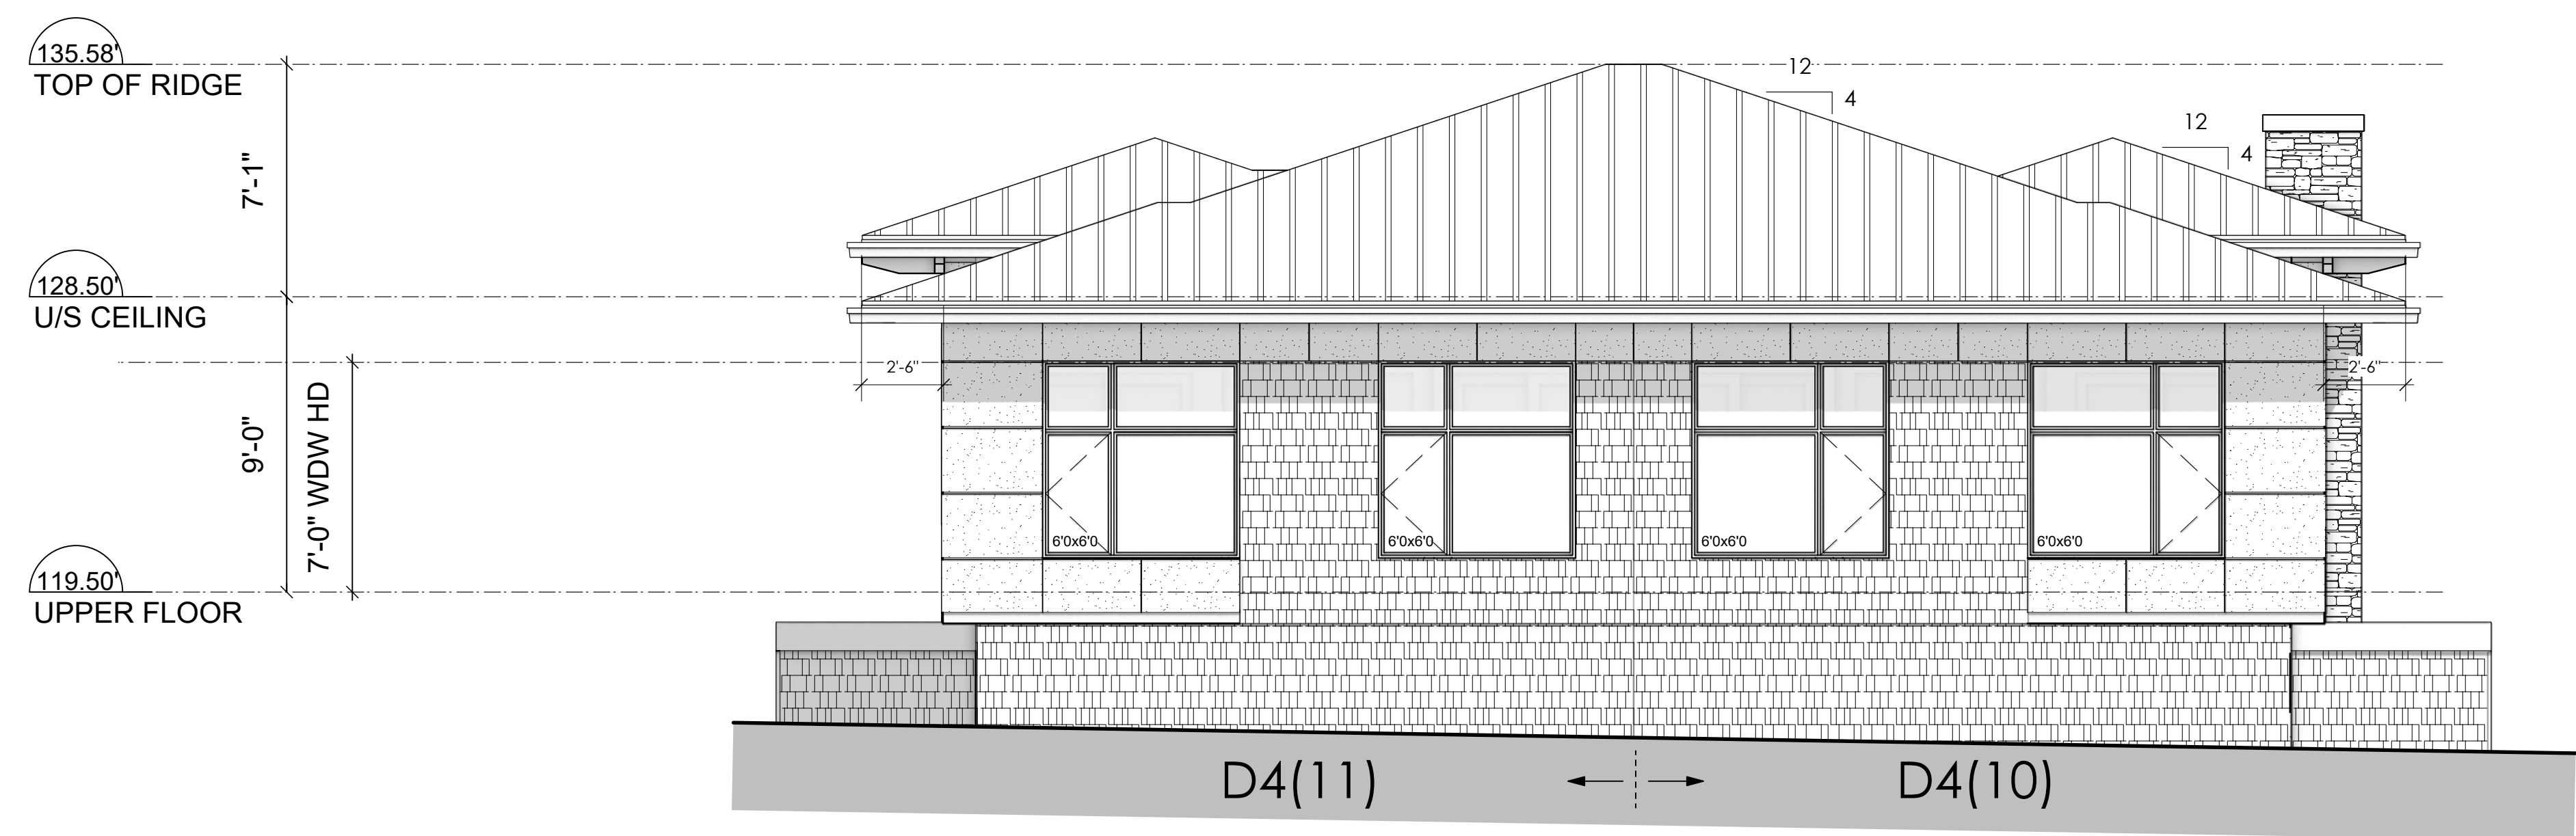 135.58'
TOP OF RIDGE
12
4
12
4
7'-1"
128.50'
U/S CEILING
2'-6"
2'-6"
9'-0"
7'-0" WDW HD
6'0x6'0
6'0x6'0
6'0x6'0
6'0x6'0
119.50'
UPPER FLOOR
D4(11)
D4(10)